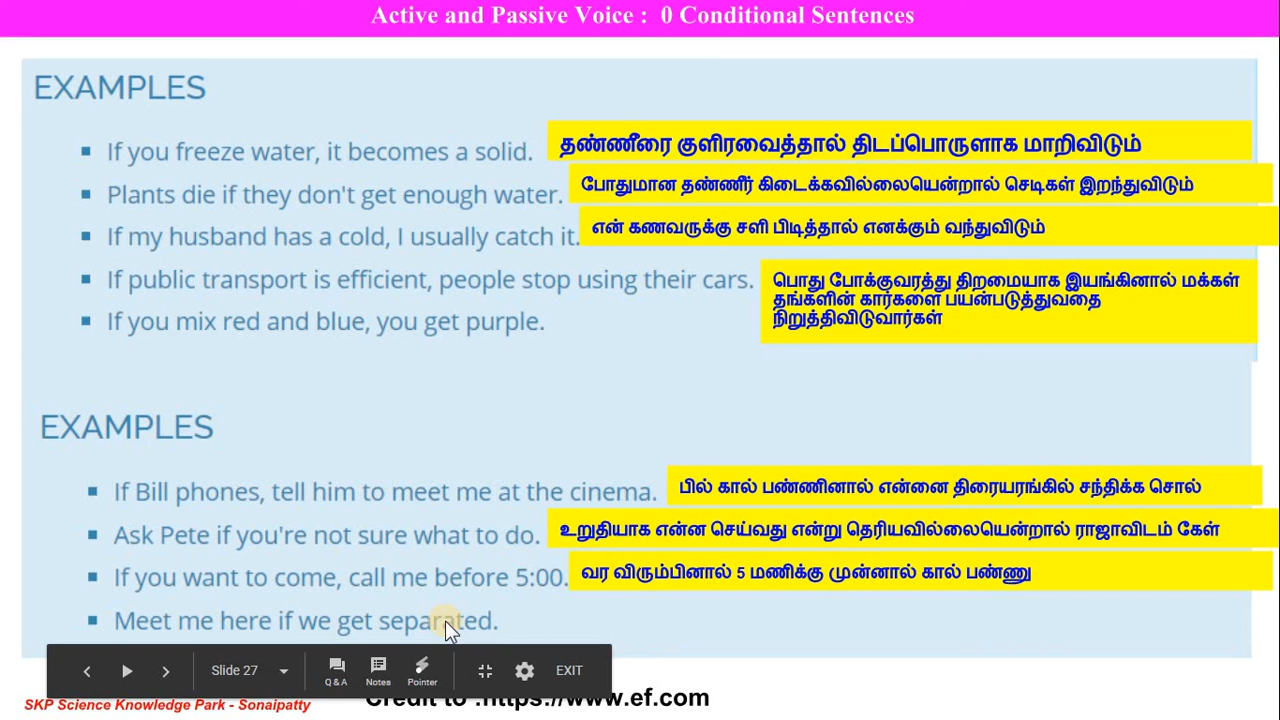 Active and Passive Voice : 0 Conditional Sentences
EXAMPLES
If you freeze water, it becomes a solid. தண்ணீரை குளிரவைத்தால் திடப்பொருளாக மாறிவிடும்
Plants die if they don't get enough water. போதுமான தண்ணீர் கிடைக்கவில்லையென்றால் செடிகள் இறந்துவிடும்
If my husband has a cold, I usually catch it. என் கணவருக்கு சளி பிடித்தால் எனக்கும் வந்துவிடும்
If public transport is efficient, people stop using their cars. பொது போக்குவரத்து திறமையாக இயங்கினால் மக்கள்
தங்களின் கார்களை பயன்படுத்துவதை
நிறுத்திவிடுவார்கள்
If you mix red and blue, you get purple.
EXAMPLES
If Bill phones, tell him to meet me at the cinema. பில் கால் பண்ணினால் என்னை திரையரங்கில் சந்திக்க சொல்
Ask Pete if you're not sure what to do. உறுதியாக என்ன செய்வது என்று தெரியவில்லையென்றால் ராஜாவிடம் கேள்
If you want to come, call me before 5:00. வர விரும்பினால் 5 மணிக்கு முன்னால் கால் பண்ணு
Meet me here if we get separated.
Slide 27
Q & A
Notes
Pointer
EXIT
SKP Science Knowledge Park - Sonaipatty
Credit to :https://www.ef.com